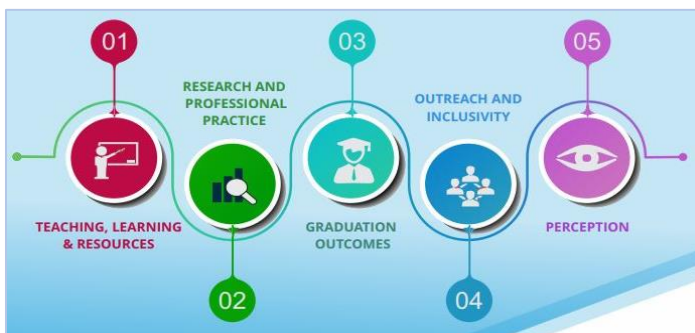 01
TEACHING, LEARNING
& RESOURCES
RESEARCH AND
PROFESSIONAL
PRACTICE
02
03
GRADUATION
OUTCOMES
OUTREACH AND
INCLUSIVITY
04
05
PERCEPTION